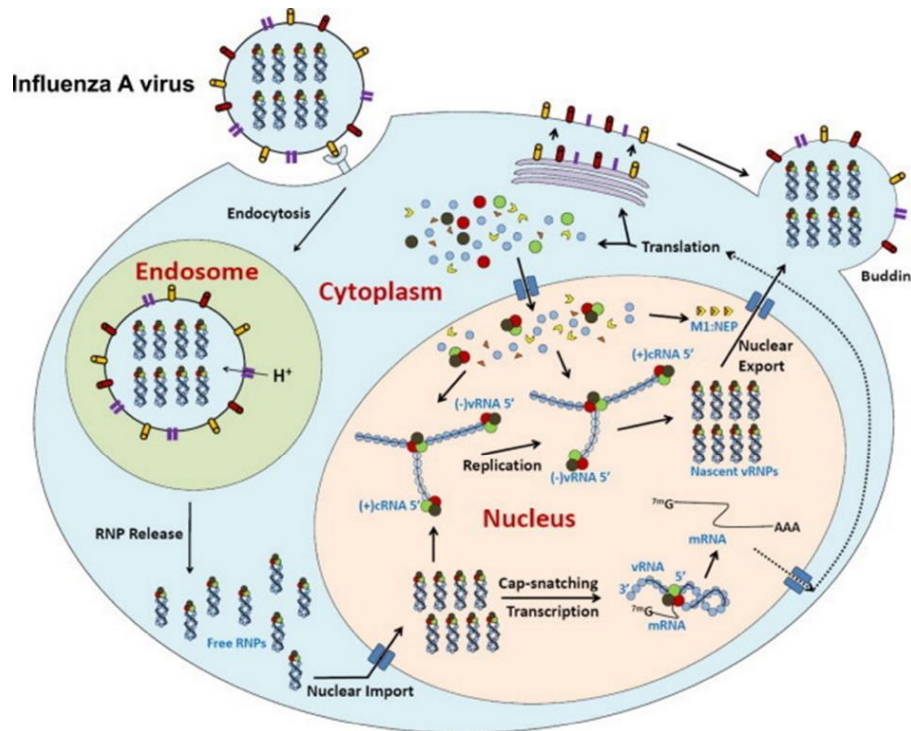 Influenza A virus
Endocytosis
Endosome
H+
Cytoplasm
Translation
Buddin
M1:NEP
Nuclear
Export
(+)cRNA 5’
(-)vRNA 5’
Replication
(-)vRNA 5’
(+)cRNA 5’
Nascent vRNPs
Nucleus
7mG
AAA
mRNA
RNP Release
Free RNPs
Nuclear Import
Cap-snatching
Transcription
vRNA
3’
5’
7mG
mRNA